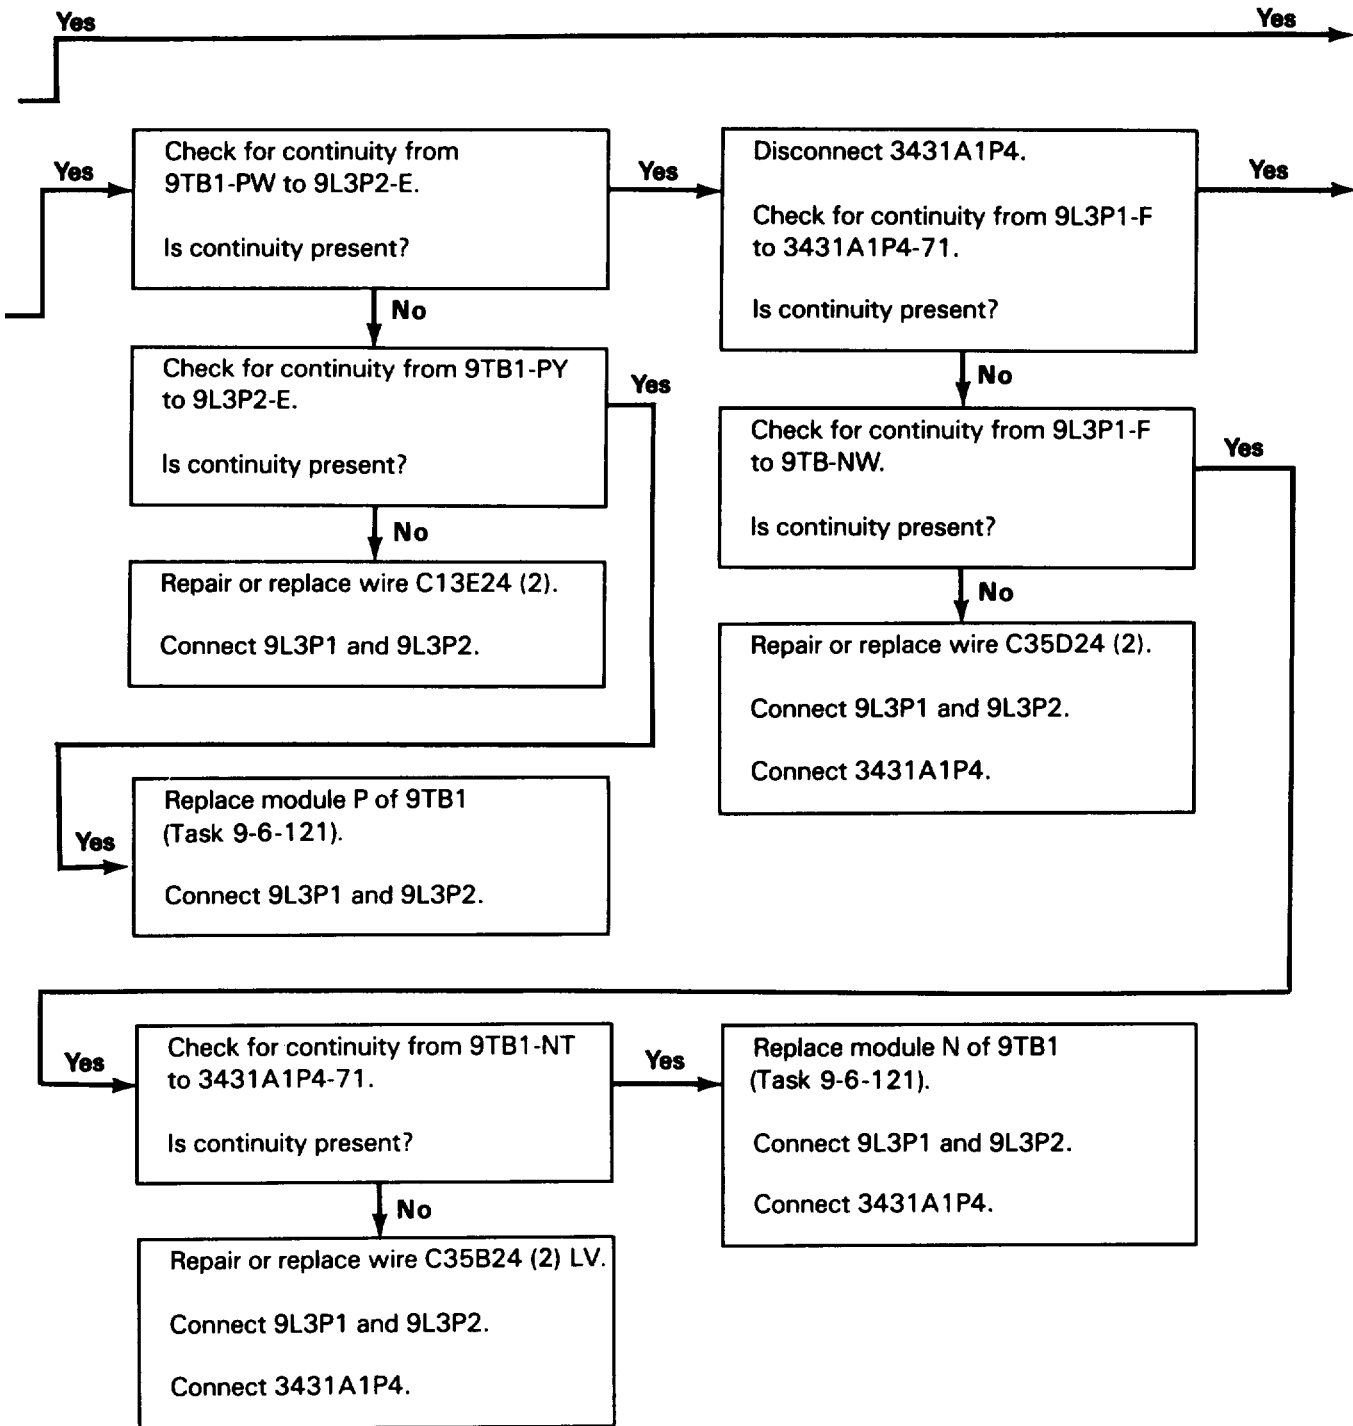 Yes
Yes
Yes
Check for continuity from
9TB1-PW to 9L3P2-E.
Is continuity present?
Yes
Disconnect 3431A1P4.
Check for continuity from 9L3P1-F
to 3431A1P4-71.
Is continuity present?
Yes
No
Check for continuity from 9TB1-PY
to 9L3P2-E.
Is continuity present?
Yes
No
Check for continuity from 9L3P1-F
to 9TB-NW.
Is continuity present?
Yes
No
Repair or replace wire C13E24 (2).
Connect 9L3P1 and 9L3P2.
No
Repair or replace wire C35D24 (2).
Connect 9L3P1 and 9L3P2.
Connect 3431A1P4.
Yes
Replace module P of 9TB1
(Task 9-6-121).
Connect 9L3P1 and 9L3P2.
Yes
Check for continuity from 9TB1-NT
to 3431A1P4-71.
Is continuity present?
Yes
Replace module N of 9TB1
(Task 9-6-121).
Connect 9L3P1 and 9L3P2.
Connect 3431A1P4.
No
Repair or replace wire C35B24 (2) LV.
Connect 9L3P1 and 9L3P2.
Connect 3431A1P4.